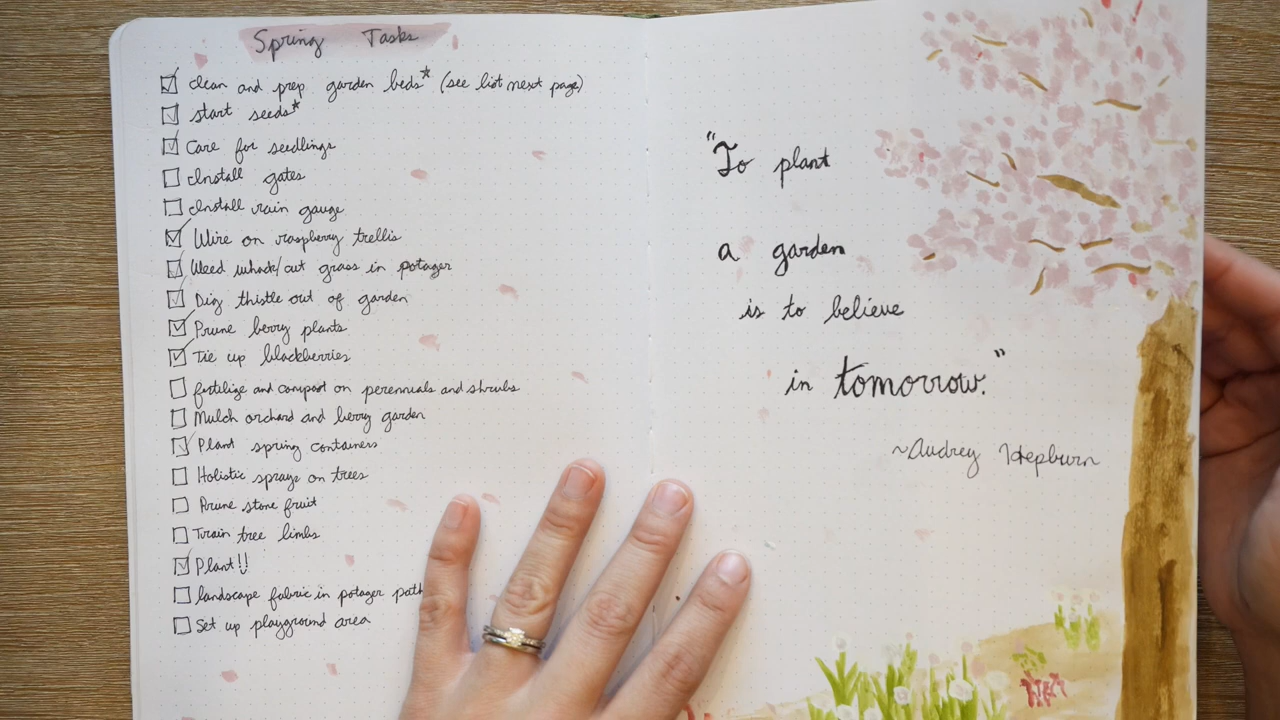 Spring Tasks
clean and prep garden beds* (see list next page)
start seeds*
Care for seedlings
Install gates
Install rain gauge
Wire on raspberry trellis
Weed whack/cut grass in potager
Dig thistle out of garden
Prune berry plants
Tie up blackberries
fertilize and compost on perennials and shrubs
Mulch orchard and berry garden
Plant spring containers
Holistic spray on trees
Prune stone fruit
Train tree limbs
Plant!!
landscape fabric in potager path
Set up playground area
"To plant
a garden
is to believe
in tomorrow."
~Audrey Hepburn